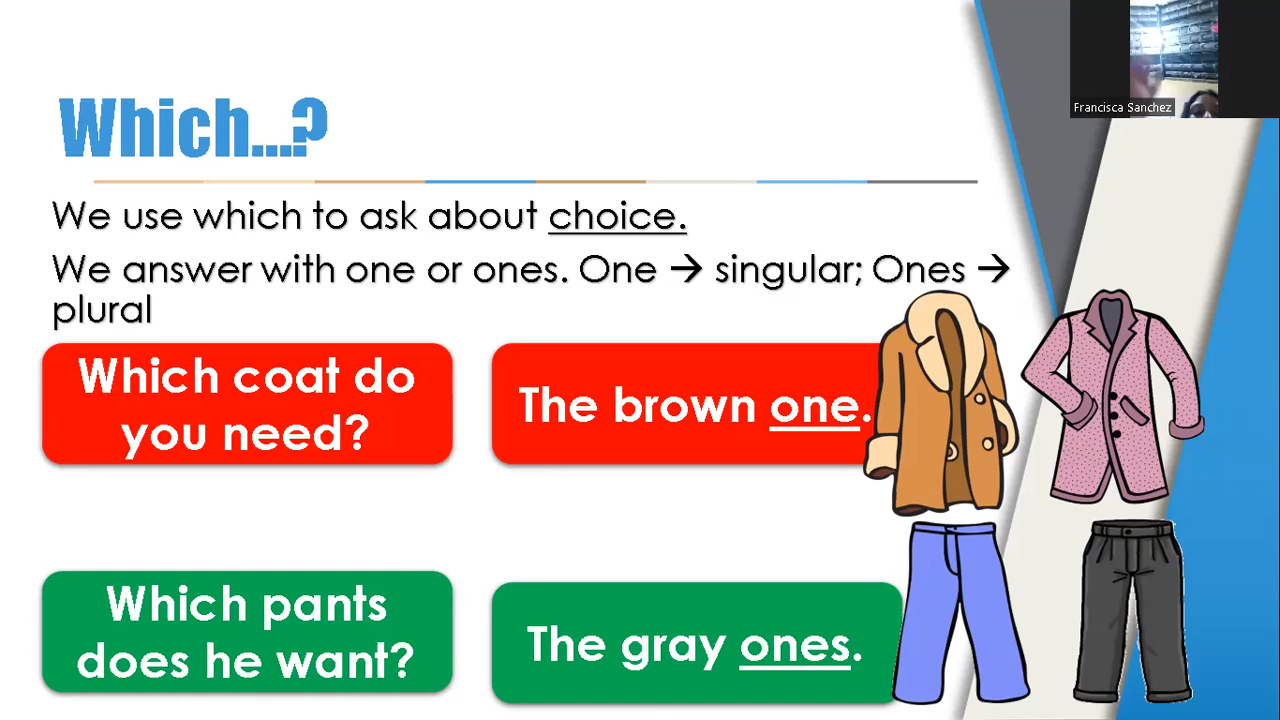 Francisca Sanchez
Which...?
We use which to ask about choice.
We answer with one or ones. One → singular; Ones →
plural
Which coat do
you need?
The brown one.
Which pants
does he want?
The gray ones.